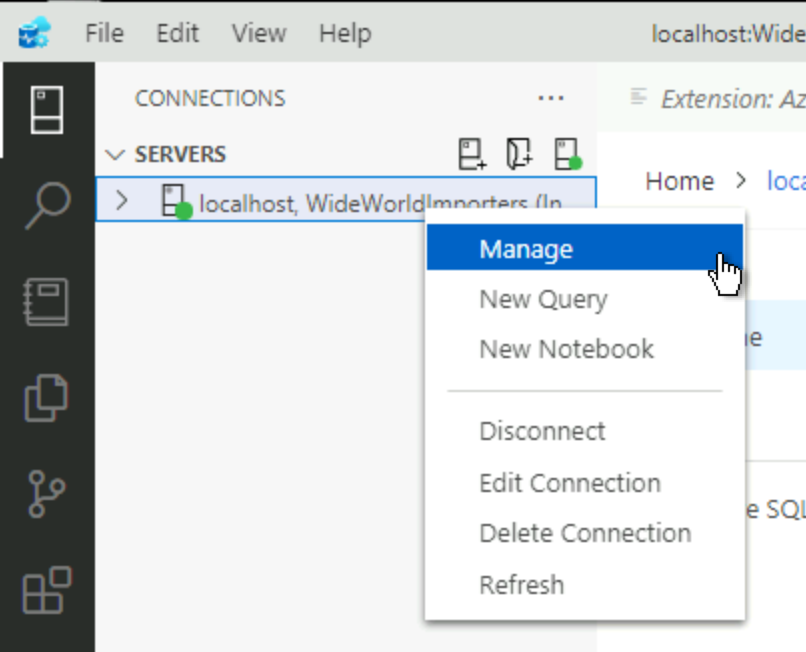 File Edit View Help localhost:Wide
CONNECTIONS ...
Extension: Az
SERVERS
Home > loca
localhost, WideWorldImporters (In
Manage
New Query
New Notebook
Disconnect
Edit Connection
e SQL
Delete Connection
Refresh